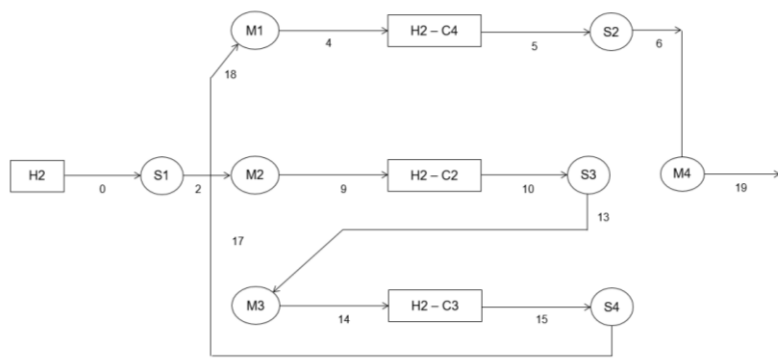 M1
4
H2 – C4
5
S2
6
18
H2
0
S1
2
M2
9
H2 – C2
10
S3
M4
19
13
17
M3
14
H2 – C3
15
S4